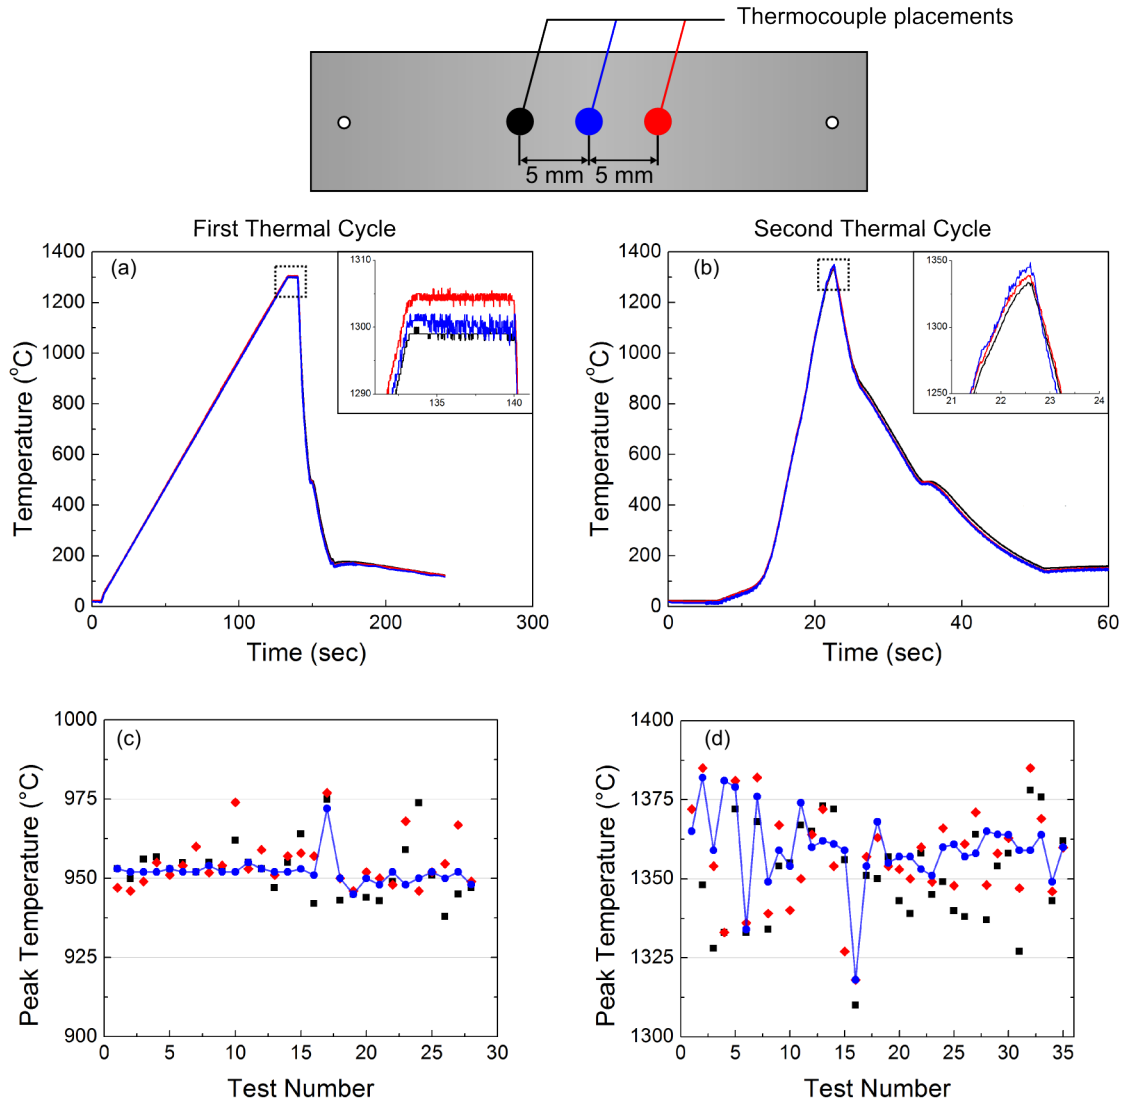 Thermocouple placements
5 mm 5 mm
First Thermal Cycle
Second Thermal Cycle
(a)
1400
1200
1000
800
600
400
200
0
Temperature (°C)
0 100 200 300
Time (sec)
1310
1300
1290
135 140
(b)
1400
1200
1000
800
600
400
200
0
Temperature (°C)
0 10 20 30 40 50 60
Time (sec)
1350
1300
1250
21 22 23 24
(c)
1000
975
950
925
900
Peak Temperature (°C)
0 5 10 15 20 25 30
Test Number
(d)
1400
1375
1350
1325
1300
Peak Temperature (°C)
0 5 10 15 20 25 30 35
Test Number